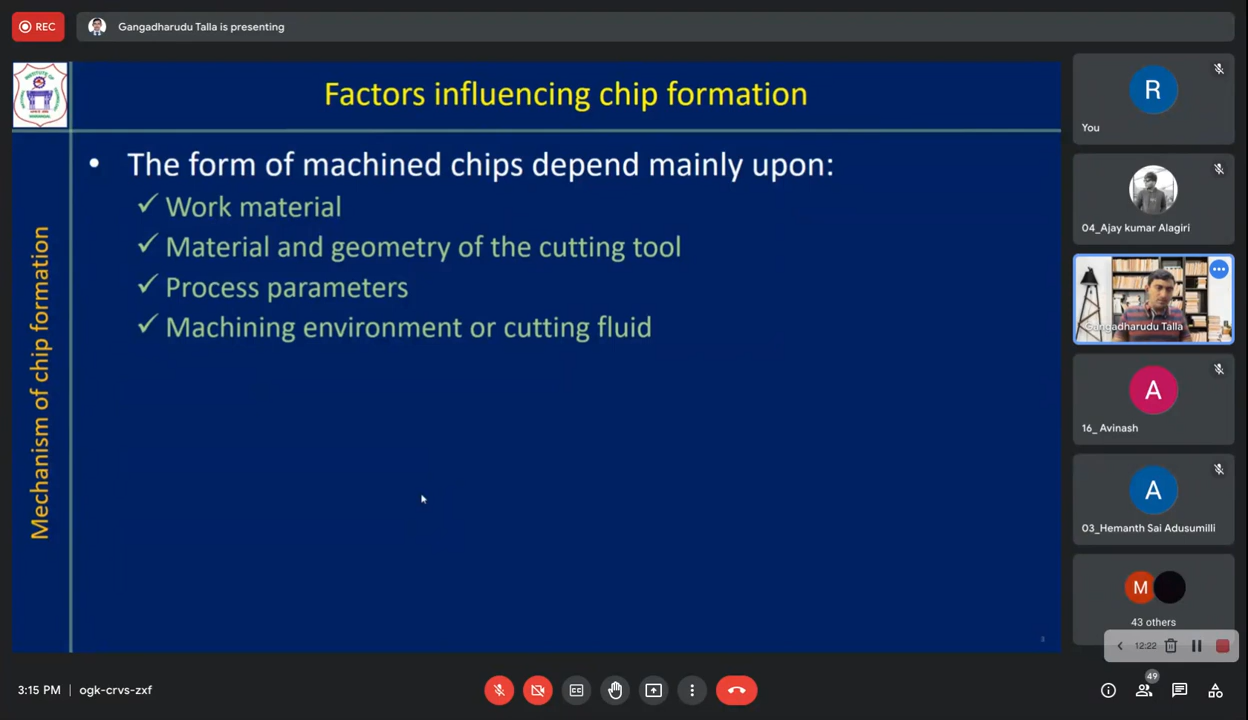 REC
Gangadharudu Talla is presenting
Factors influencing chip formation
Mechanism of chip formation
• The form of machined chips depend mainly upon:
✓ Work material
✓ Material and geometry of the cutting tool
✓ Process parameters
✓ Machining environment or cutting fluid
R
You
04_Ajay kumar Alagiri
Gangadharudu Talla
A
16_ Avinash
A
03_Hemanth Sai Adusumilli
M
43 others
12:22
3:15 PM | ogk-crvs-zxf
CC
49